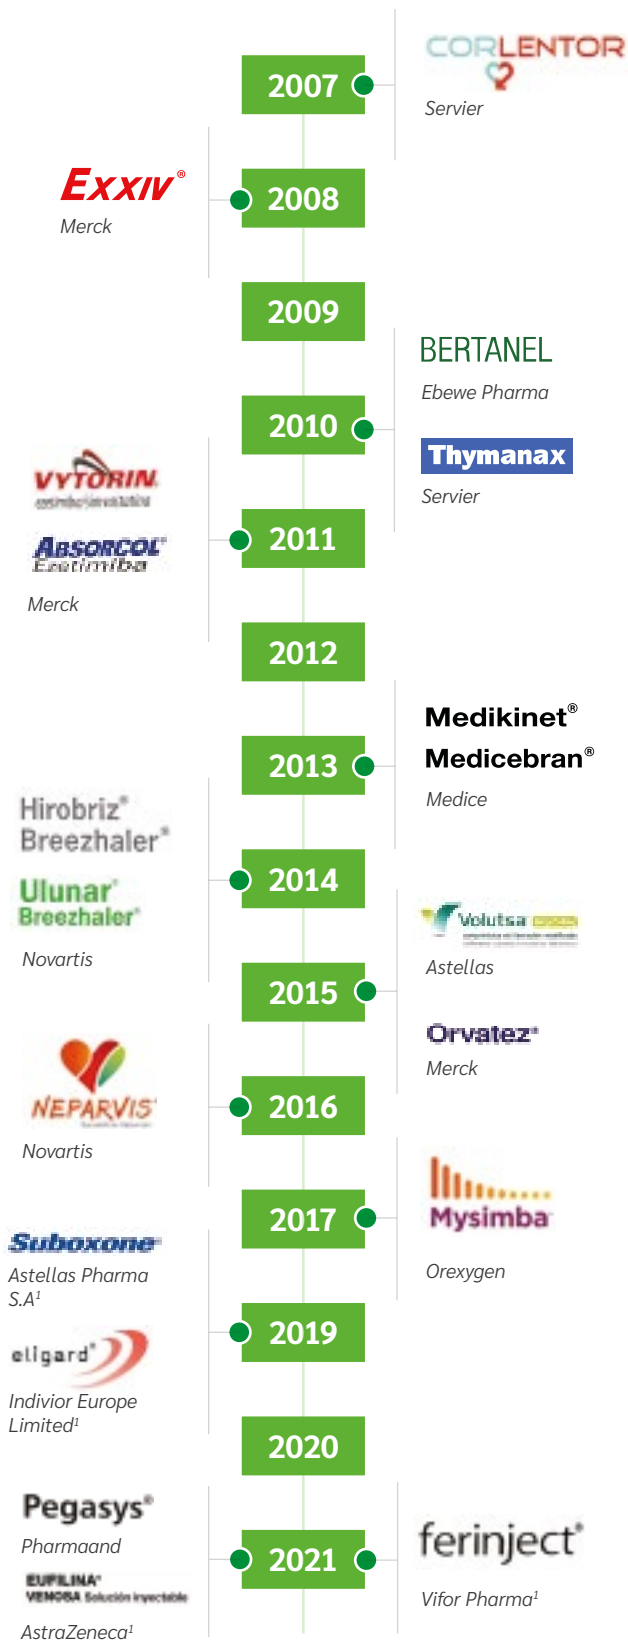 2007
CORLENTOR
Servier
EXXIV®
Merck
2008
2009
BERTANEL
Ebewe Pharma
2010
Thymanax
Servier
VYTORIN
ABSORCOL®
Ezetimiba
Merck
2011
2012
Medikinet®
Medicebran®
Medice
2013
Hirobriz®
Breezhaler®
Ulunar®
Breezhaler®
Novartis
2014
Volutsa
Astellas
2015
Orvatez®
Merck
NEPARVIS®
Novartis
2016
2017
Mysimba
Orexygen
Suboxone®
Astellas Pharma
S.A¹
2019
eligard®
Indivior Europe
Limited¹
2020
Pegasys®
Pharmaand
EUFILINA®
VENOSA Solución inyectable
AstraZeneca¹
2021
ferinject®
Vifor Pharma¹